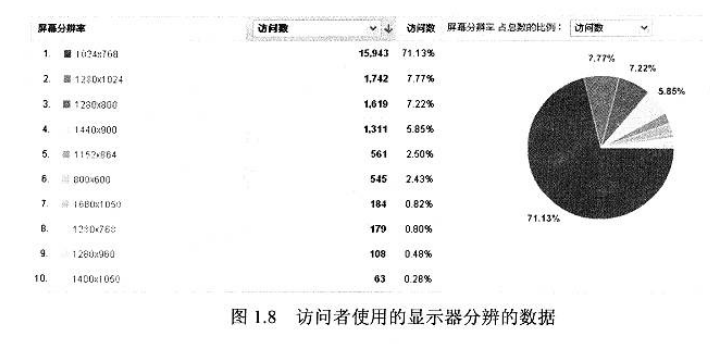 屏幕分辨率 访问数 访问数 屏幕分辨率 占总数的比例： 访问数
1. 1024x768 15,943 71.13%
2. 1280x1024 1,742 7.77%
3. 1280x800 1,619 7.22%
4. 1440x900 1,311 5.85%
5. 1152x864 561 2.50%
6. 800x600 545 2.43%
7. 1680x1050 184 0.82%
8. 1280x768 179 0.80%
9. 1280x960 108 0.48%
10. 1400x1050 63 0.28%
7.77%
7.22%
5.85%
71.13%
图 1.8 访问者使用的显示器分辨的数据